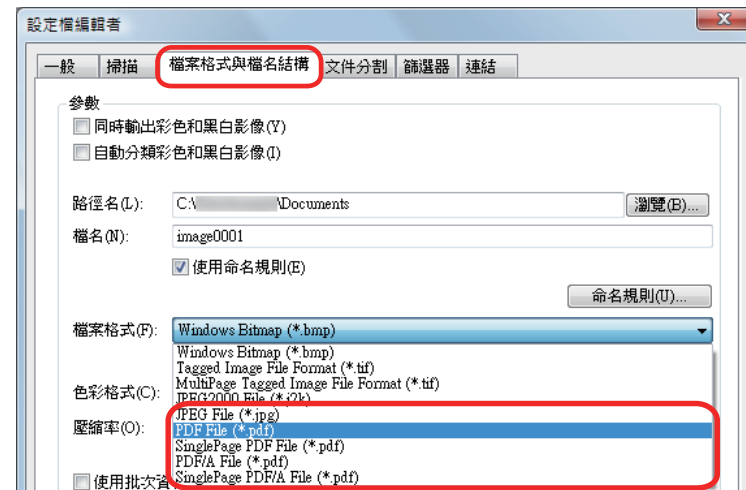 設定檔編輯者
一般 掃描 檔案格式與檔名結構 文件分割 篩選器 連結
參數
同時輸出彩色和黑白影像(Y)
自動分類彩色和黑白影像(I)
路徑名(L): C:\ \Documents 瀏覽(B)...
檔名(N): image0001
使用命名規則(E)
命名規則(U)...
檔案格式(F): Windows Bitmap (*.bmp)
Windows Bitmap (*.bmp)
Tagged Image File Format (*.tif)
MultiPage Tagged Image File Format (*.tif)
色彩格式(C): JPEG2000 File (*.j2k)
JPEG File (*.jpg)
壓縮率(O): PDF File (*.pdf)
SinglePage PDF File (*.pdf)
PDF/A File (*.pdf)
使用批次資 SinglePage PDF/A File (*.pdf)